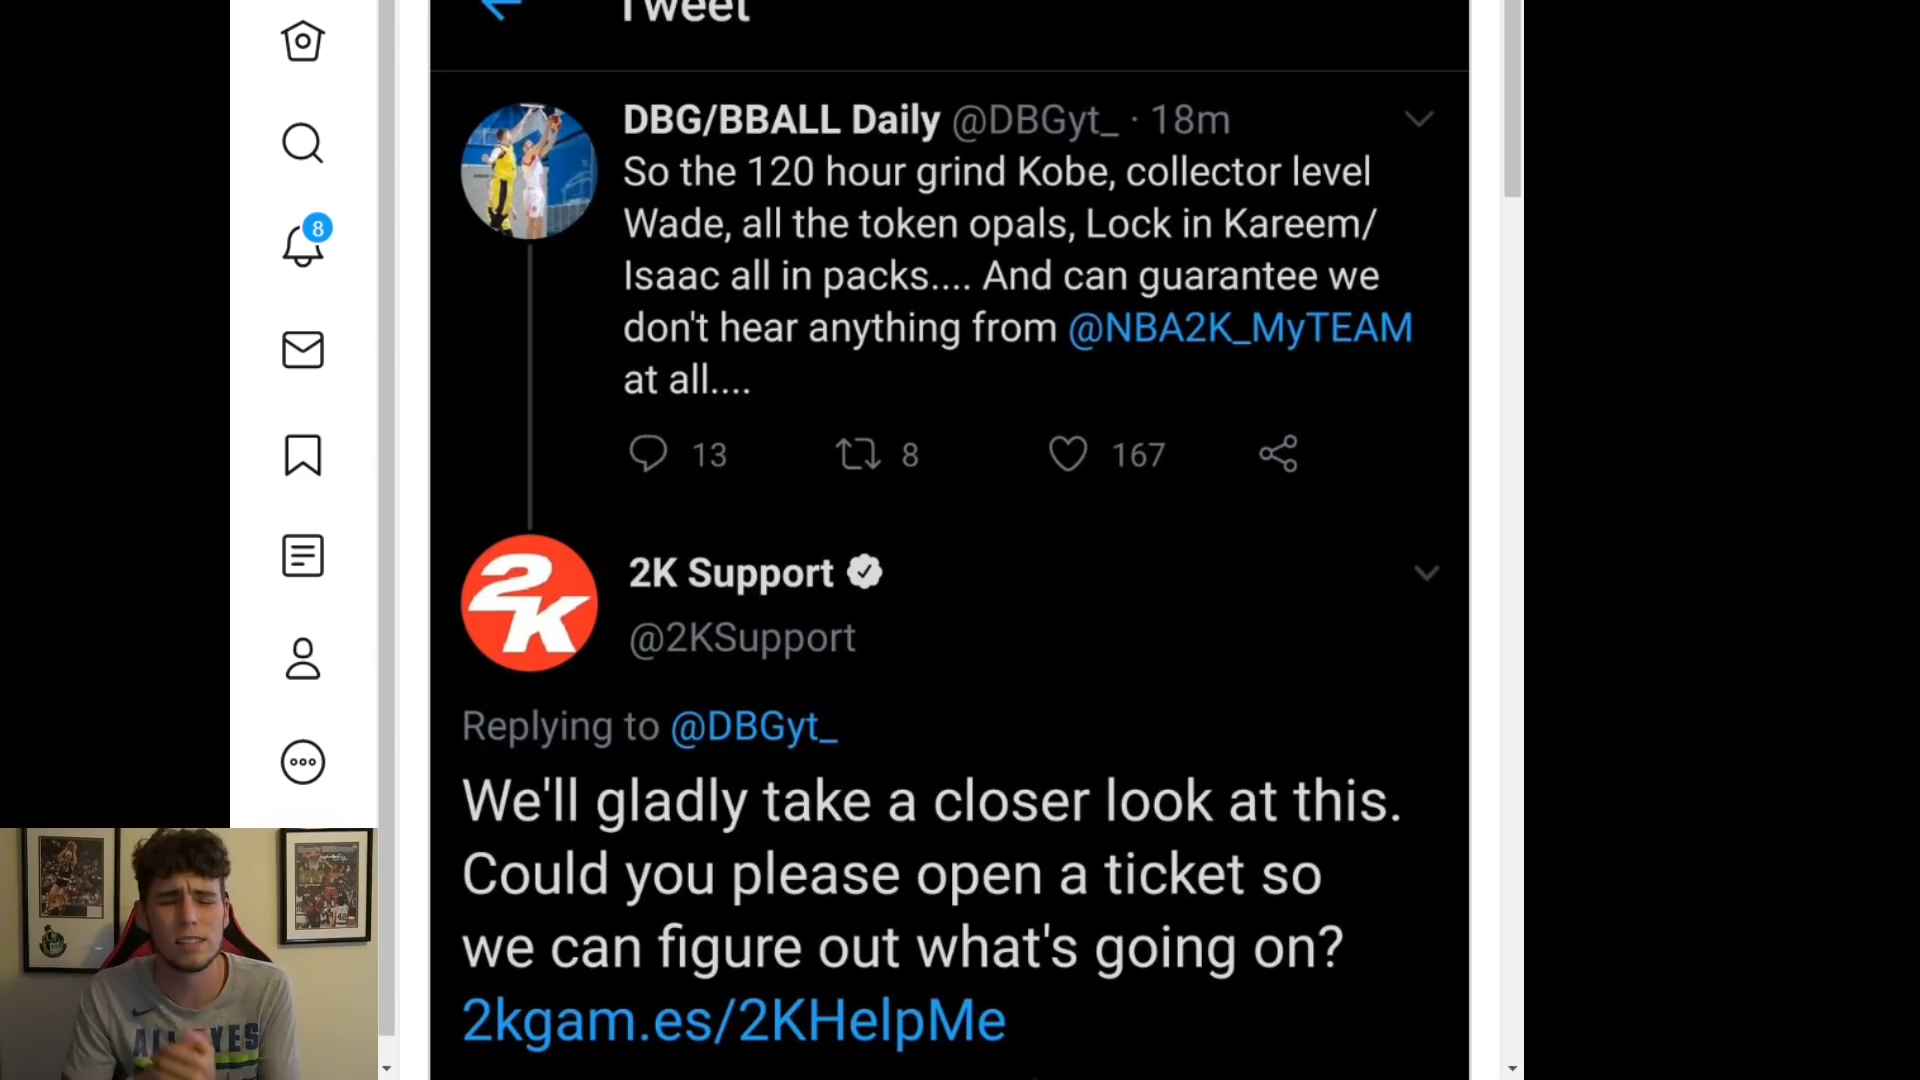 Tweet
DBG/BBALL Daily @DBGyt_ · 18m
So the 120 hour grind Kobe, collector level
Wade, all the token opals, Lock in Kareem/
Isaac all in packs.... And can guarantee we
don't hear anything from @NBA2K_MyTEAM
at all....
13 8 167
8
2K
2K Support
@2KSupport
Replying to @DBGyt_
We'll gladly take a closer look at this.
Could you please open a ticket so
we can figure out what's going on?
2kgam.es/2KHelpMe
YES